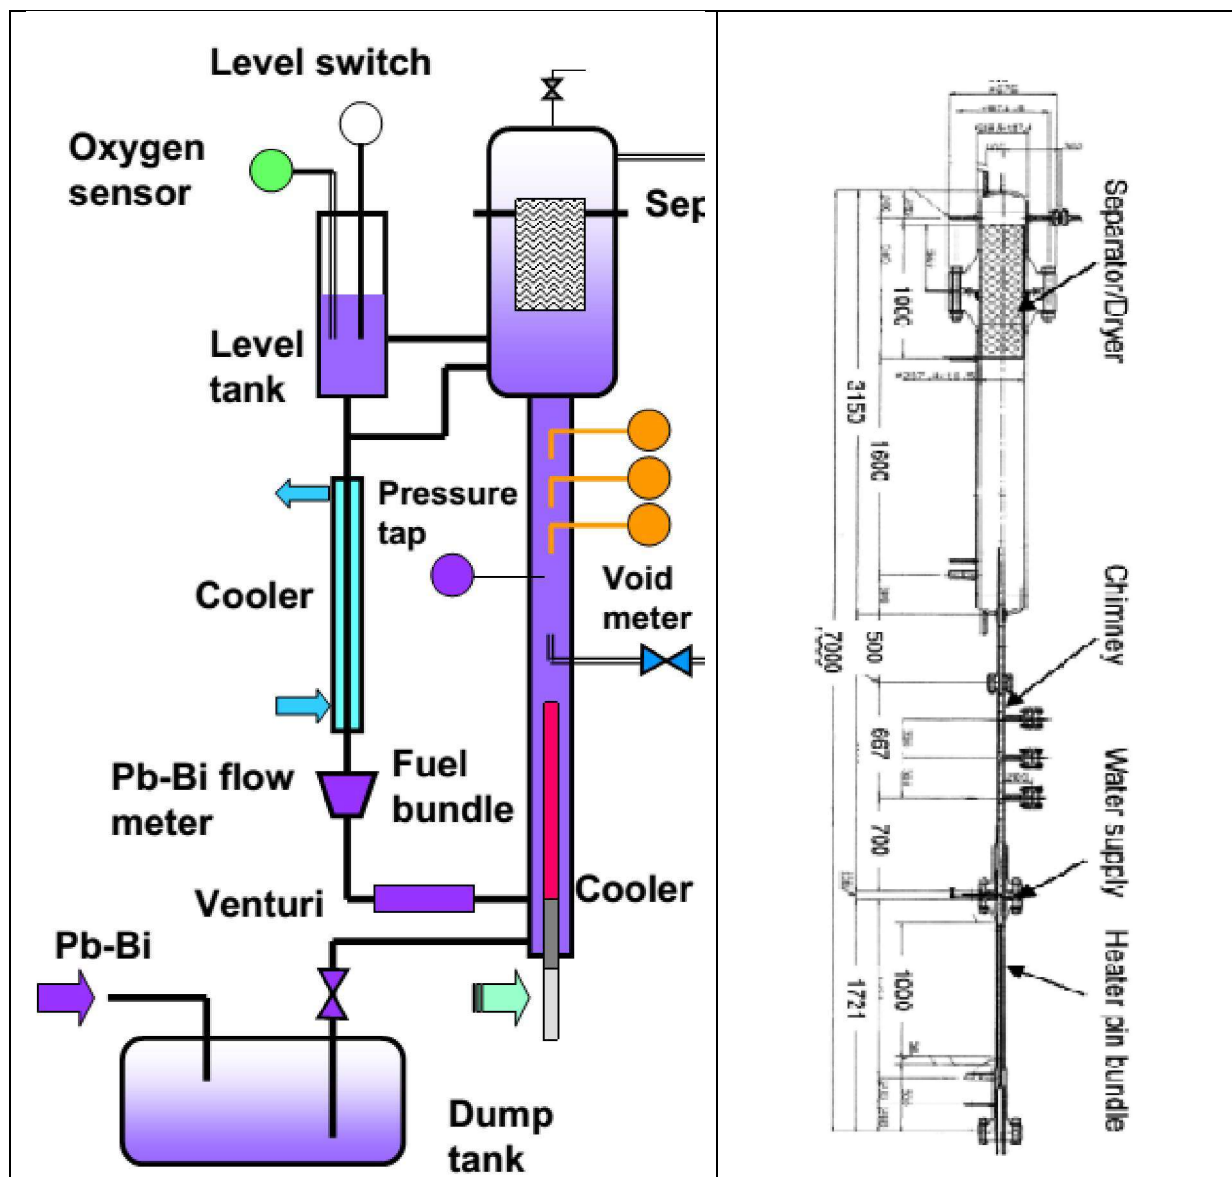 Level switch
Oxygen
sensor
Sep
Level
tank
Pressure
tap
Cooler
Void
meter
Pb-Bi flow
meter
Fuel
bundle
Venturi
Cooler
Pb-Bi
Dump
tank
Separator/Dryer
Chimney
Water supply
Heater pin bundle
1000
3150
1600
7000
500
667
700
1000
1721